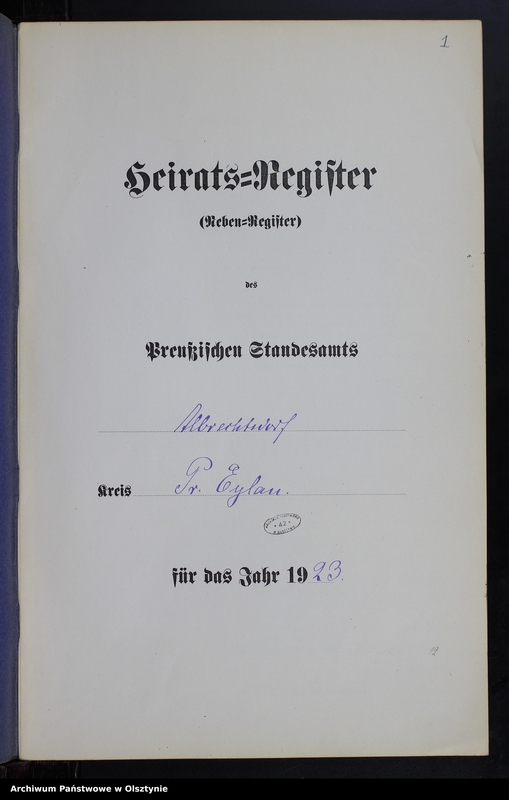 1
Heirats=Register
(Neben=Register)
des
Preußischen Standesamts
Albrechtsdorf
Kreis Pr. Eylau.
42
für das Jahr 1923.
Archiwum Państwowe w Olsztynie